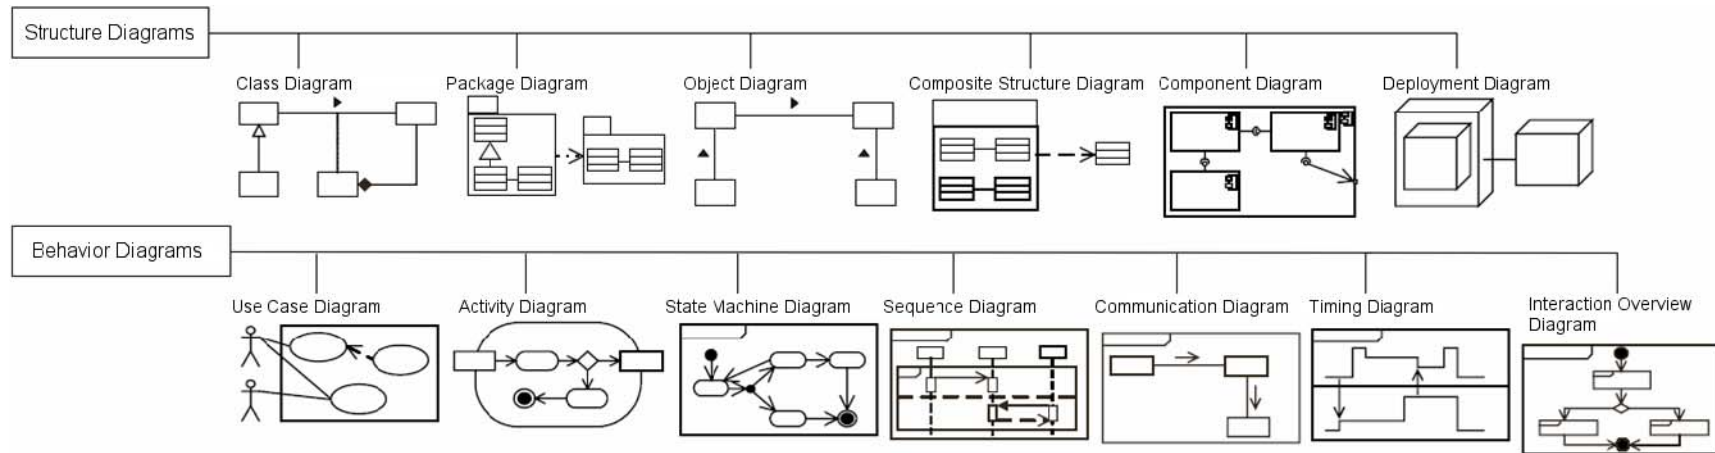 Structure Diagrams
Class Diagram
Package Diagram
Object Diagram
Composite Structure Diagram
Component Diagram
Deployment Diagram
Behavior Diagrams
Use Case Diagram
Activity Diagram
State Machine Diagram
Sequence Diagram
Communication Diagram
Timing Diagram
Interaction Overview
Diagram